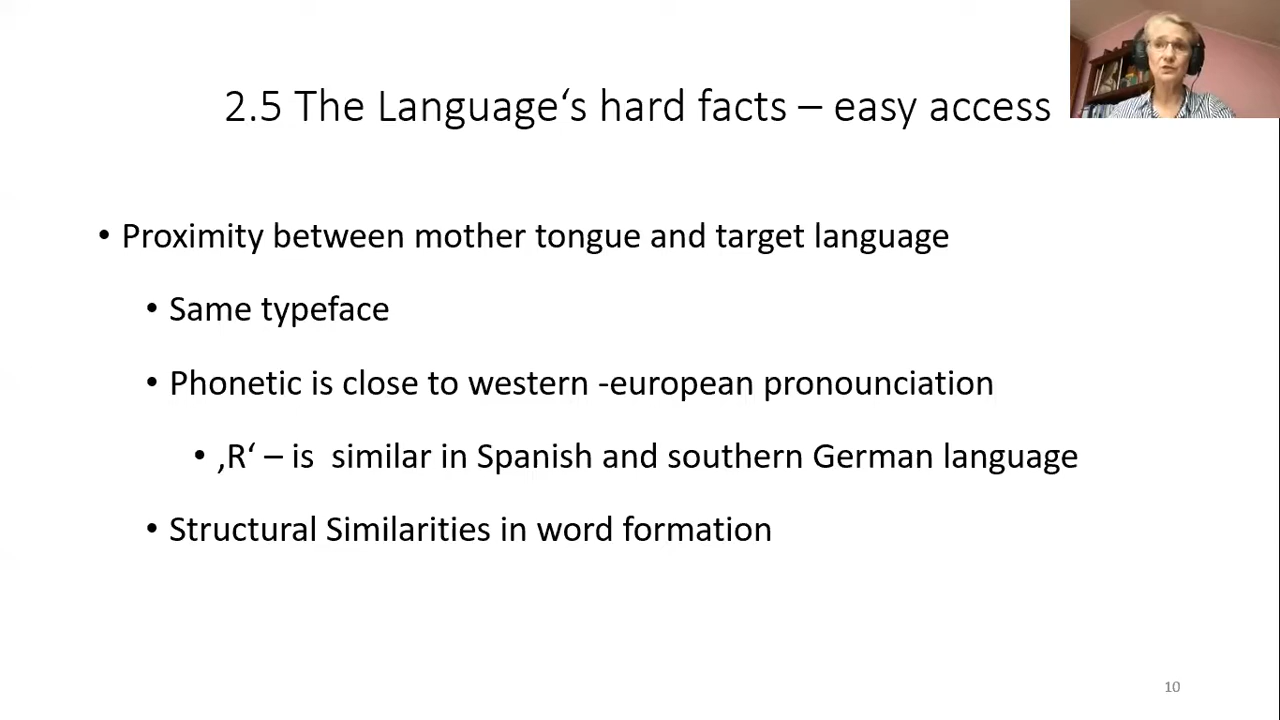 2.5 The Language‘s hard facts – easy access
• Proximity between mother tongue and target language
• Same typeface
• Phonetic is close to western -european pronounciation
• ‚R‘ – is  similar in Spanish and southern German language
• Structural Similarities in word formation
10